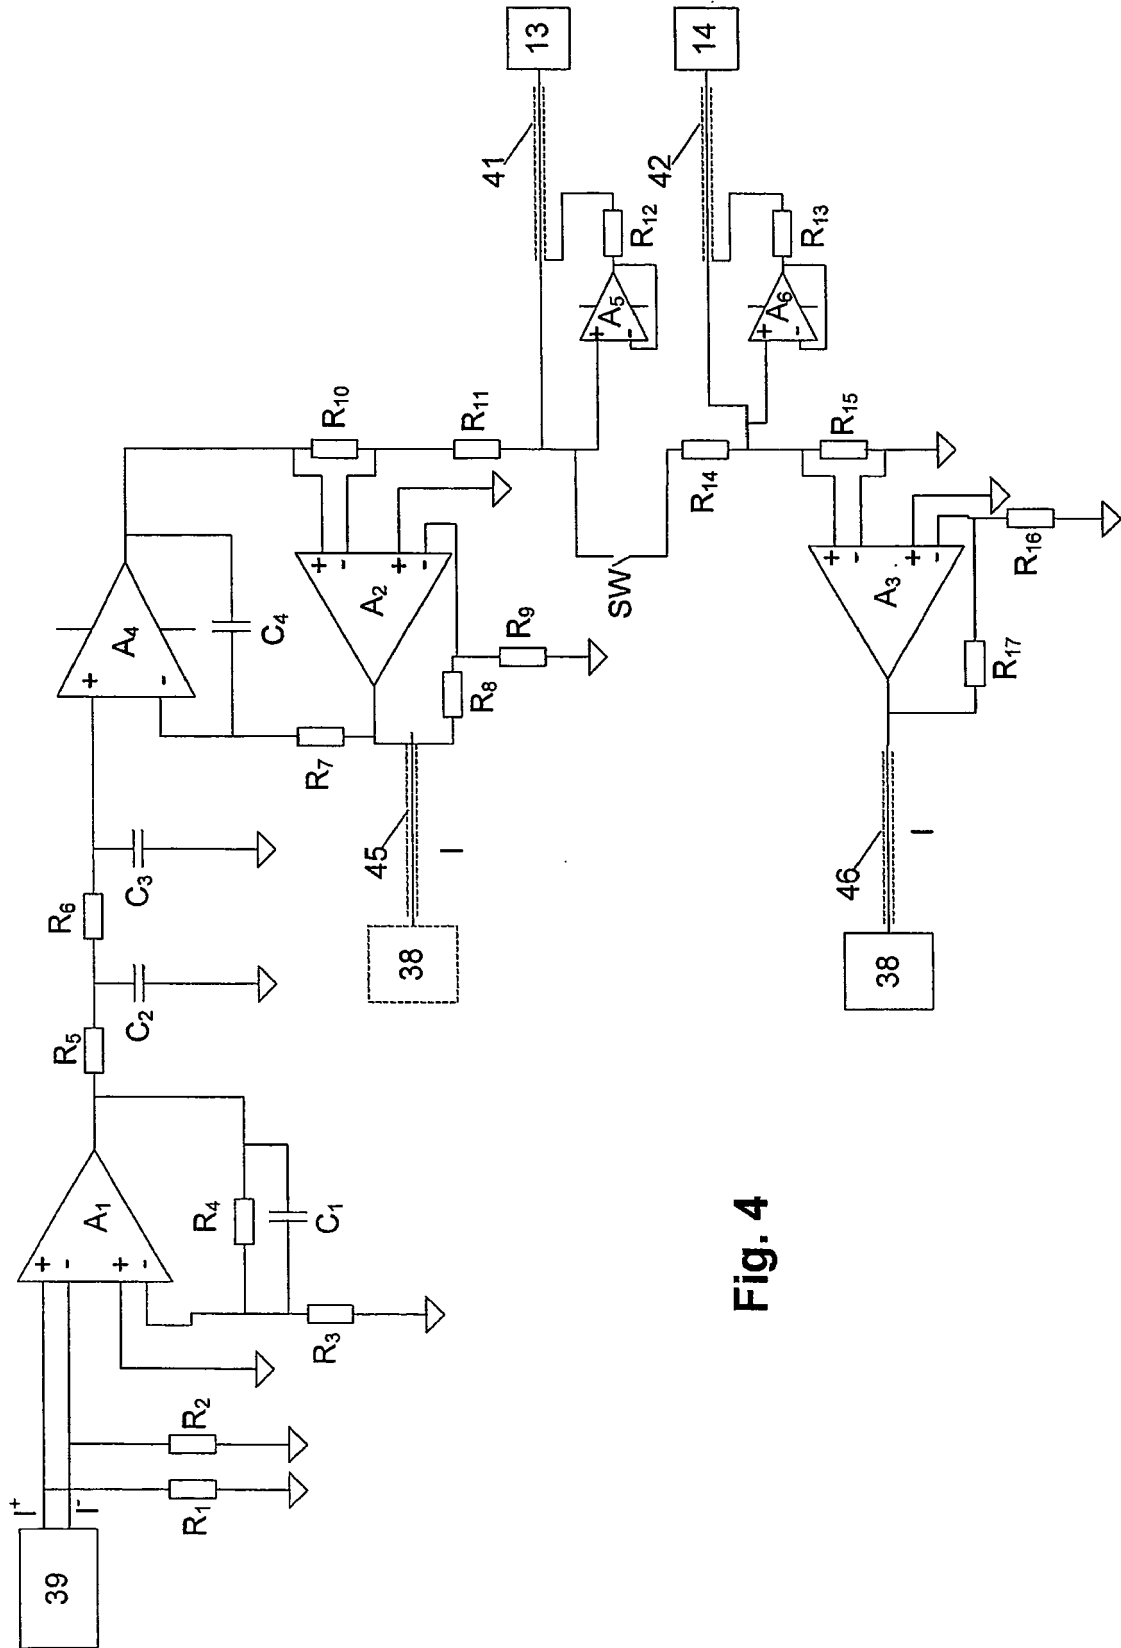 39
I⁺
I⁻
R₁
R₂
+
-
+
-
A₁
R₃
R₄
C₁
R₅
C₂
R₆
C₃
+
-
A₄
C₄
R₇
38
45
I
R₈
R₉
A₂
+
-
+
-
R₁₀
R₁₁
41
13
+
-
A₅
R₁₂
SW
R₁₄
42
14
+
-
A₆
R₁₃
R₁₅
+
-
+
-
A₃
R₁₆
R₁₇
46
I
38
Fig. 4